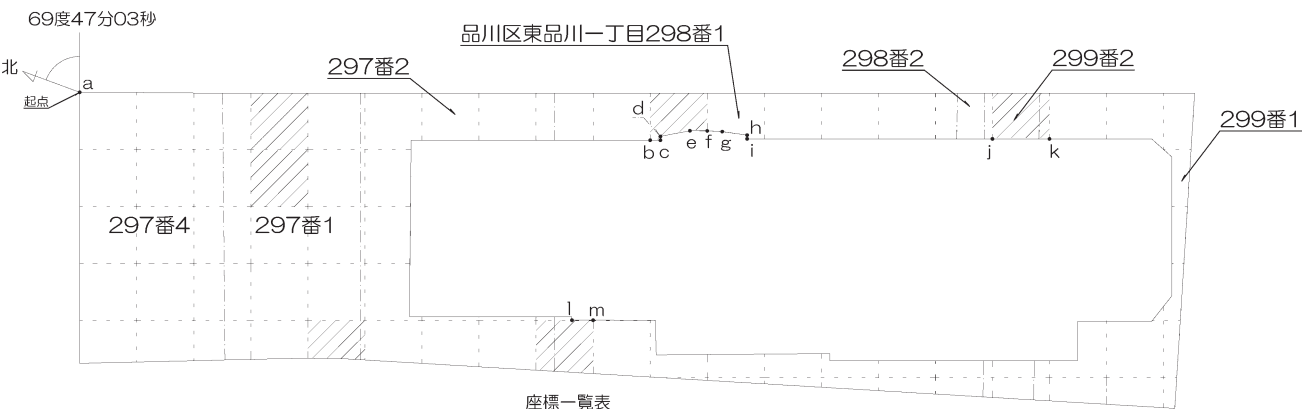 69度47分03秒
北
a
起点
297番2
品川区東品川一丁目298番1
298番2
299番2
299番1
d
b c
e f g
h
i
j
k
297番4
297番1
l m
座標一覧表